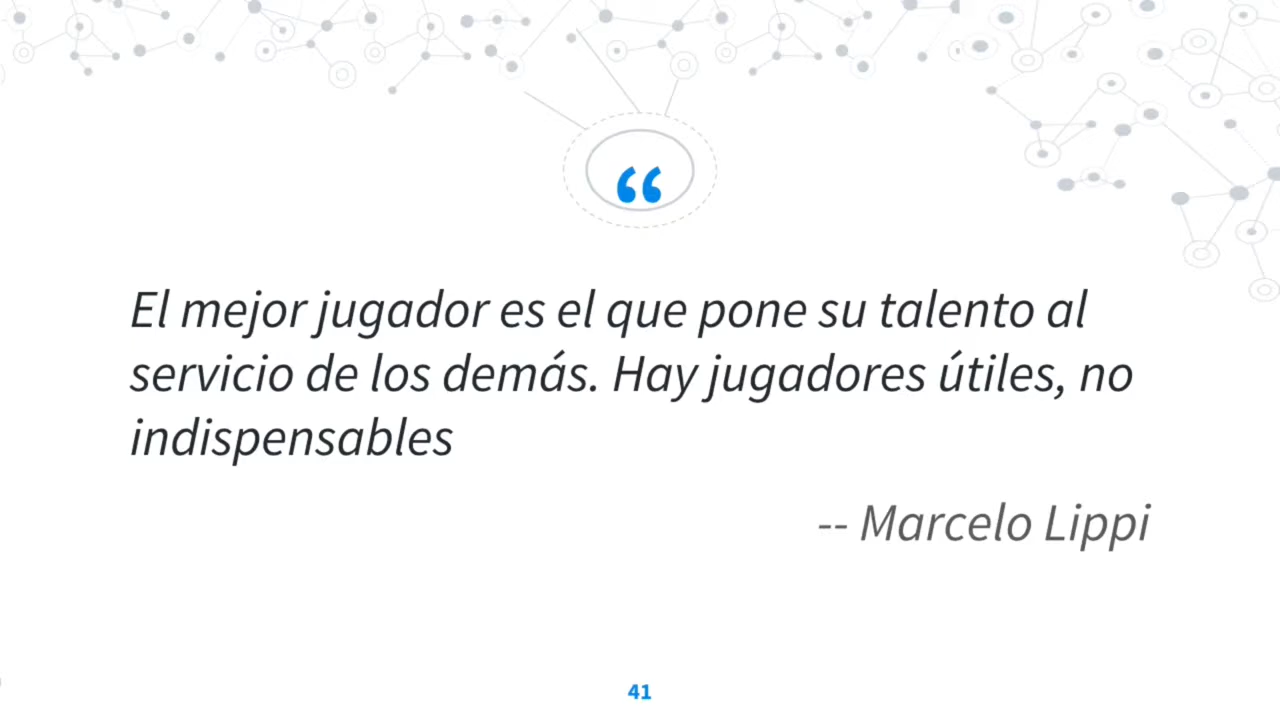 “
El mejor jugador es el que pone su talento al
servicio de los demás. Hay jugadores útiles, no
indispensables
-- Marcelo Lippi
41